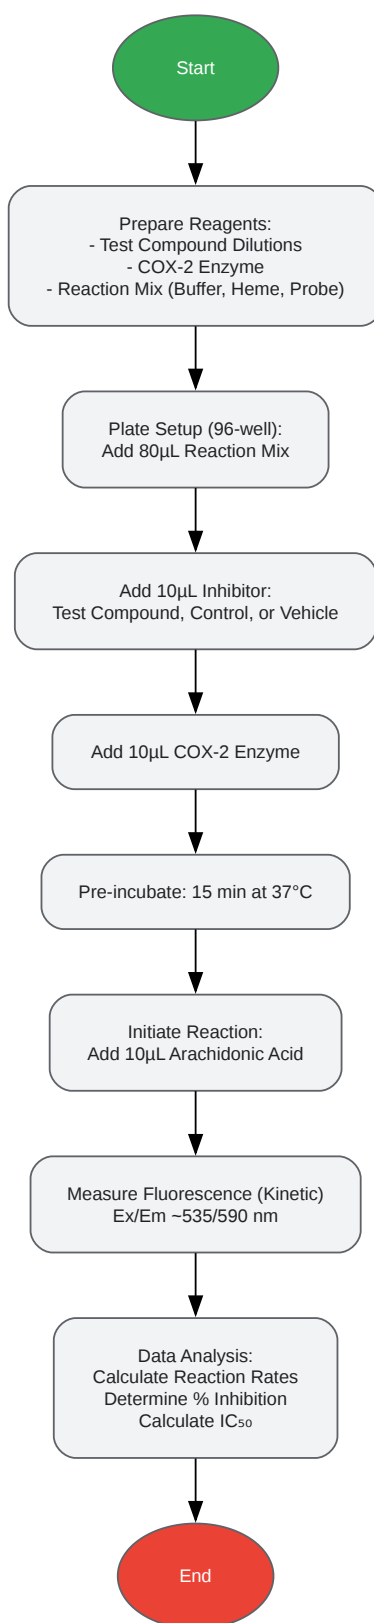 Start
Prepare Reagents:
- Test Compound Dilutions
- COX-2 Enzyme
- Reaction Mix (Buffer, Heme, Probe)
Plate Setup (96-well):
Add 80µL Reaction Mix
Add 10µL Inhibitor:
Test Compound, Control, or Vehicle
Add 10µL COX-2 Enzyme
Pre-incubate: 15 min at 37°C
Initiate Reaction:
Add 10µL Arachidonic Acid
Measure Fluorescence (Kinetic)
Ex/Em ~535/590 nm
Data Analysis:
Calculate Reaction Rates
Determine % Inhibition
Calculate IC₅₀
End